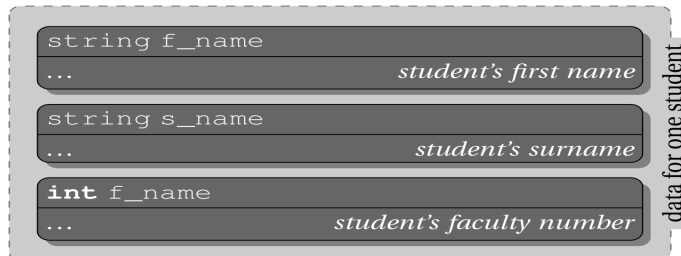 string f_name
... student's first name
string s_name
... student's surname
int f_name
... student's faculty number
data for one student